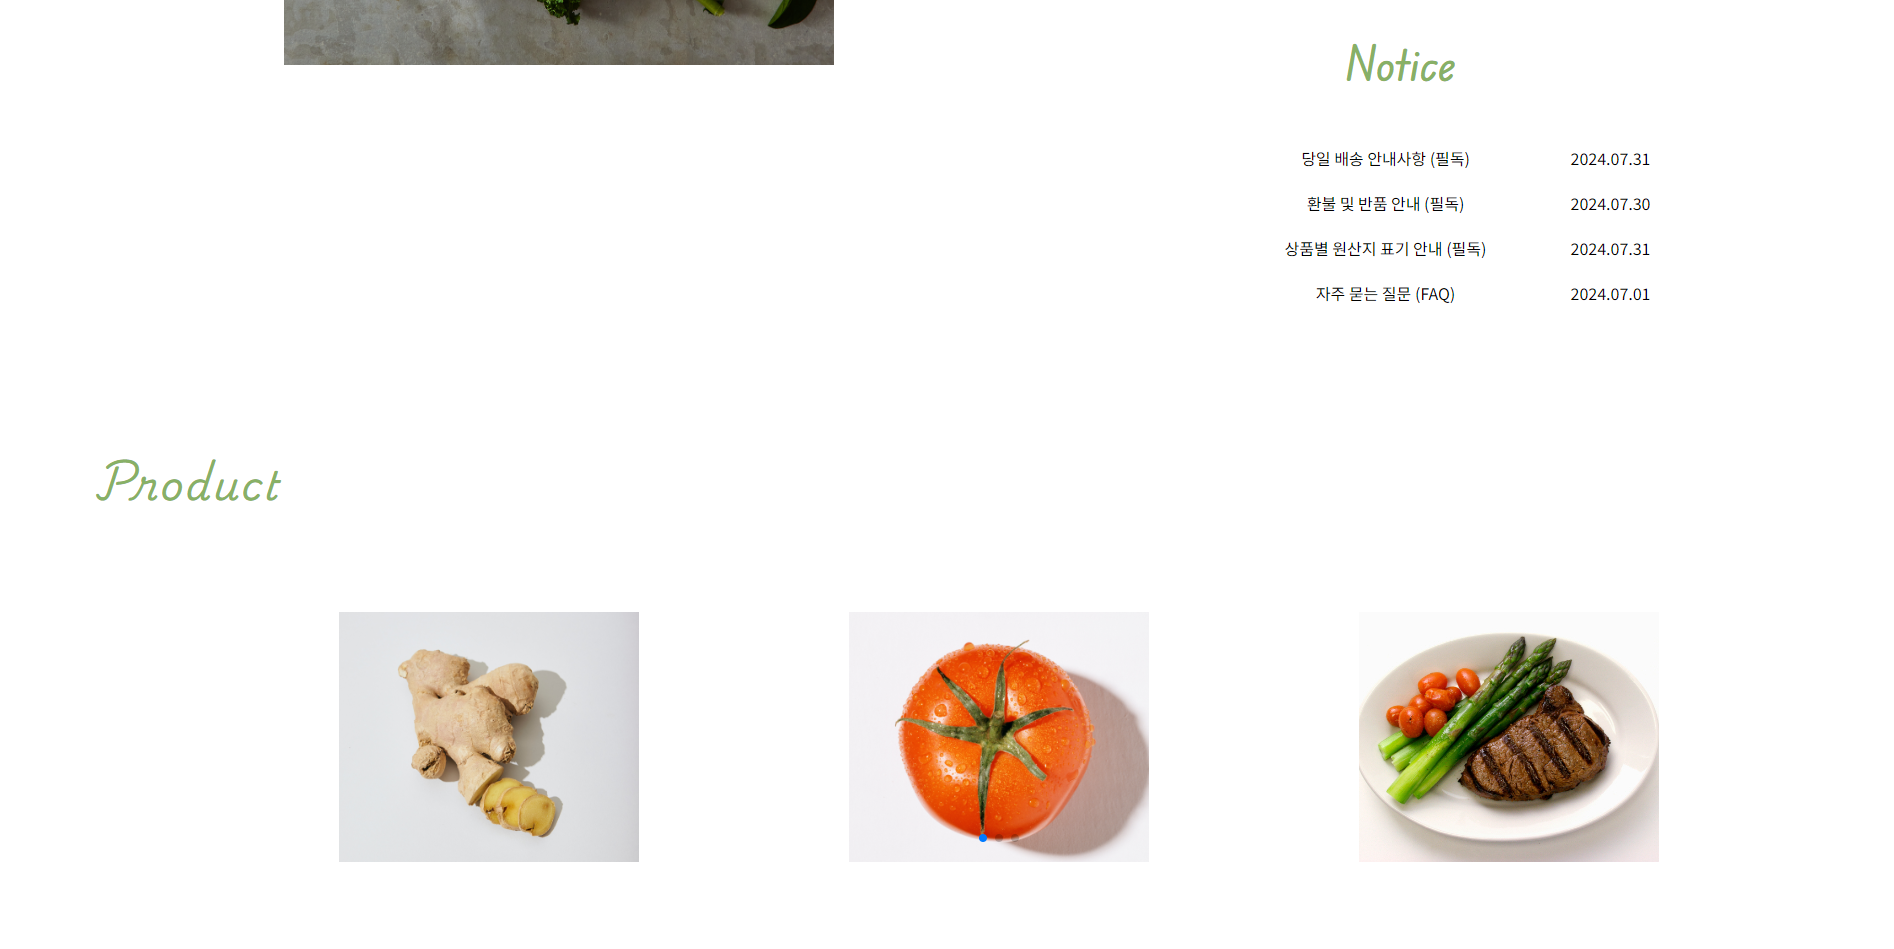 Notice
당일 배송 안내사항 (필독) 2024.07.31
환불 및 반품 안내 (필독) 2024.07.30
상품별 원산지 표기 안내 (필독) 2024.07.31
자주 묻는 질문 (FAQ) 2024.07.01
Product